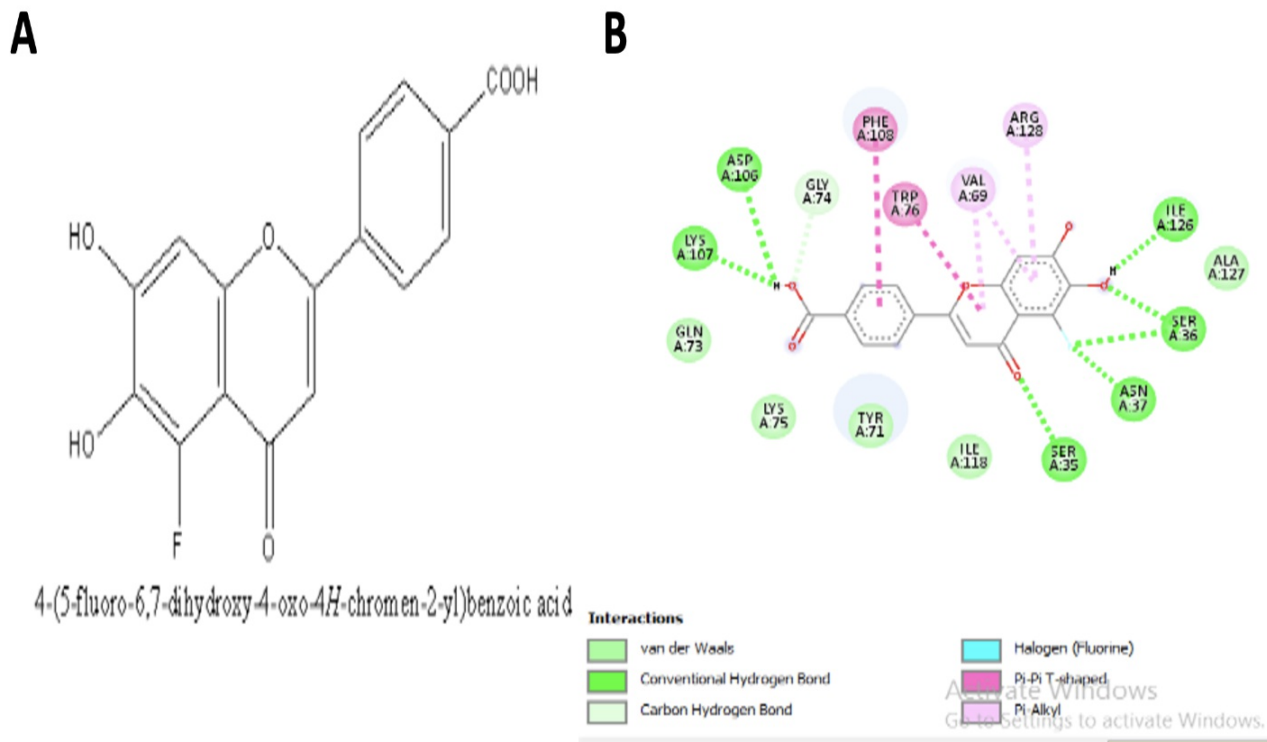 A
B
COOH
HO
O
HO
F
O
4-(5-fluoro-6,7-dihydroxy-4-oxo-4H-chromen-2-yl)benzoic acid
PHE
A:108
ARG
A:128
ASP
A:106
GLY
A:74
TRP
A:76
VAL
A:69
ILE
A:126
LYS
A:107
ALA
A:127
H
O
O
O
O
H
O
O
GLN
A:73
SER
A:36
LYS
A:75
TYR
A:71
ASN
A:37
ILE
A:118
SER
A:35
Interactions
van der Waals
Conventional Hydrogen Bond
Carbon Hydrogen Bond
Halogen (Fluorine)
Pi-Pi T-shaped
Pi-Alkyl
Activate Windows
Go to Settings to activate Windows.